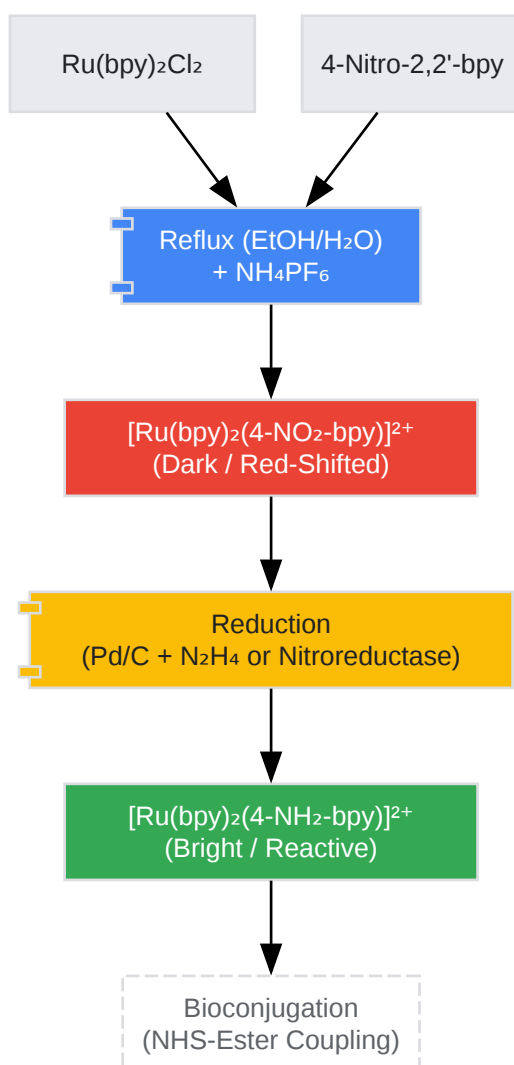 Ru(bpy)₂Cl₂
4-Nitro-2,2'-bpy
Reflux (EtOH/H₂O)
+ NH₄PF₆
[Ru(bpy)₂(4-NO₂-bpy)]²⁺
(Dark / Red-Shifted)
Reduction
(Pd/C + N₂H₄ or Nitroreductase)
[Ru(bpy)₂(4-NH₂-bpy)]²⁺
(Bright / Reactive)
Bioconjugation
(NHS-Ester Coupling)